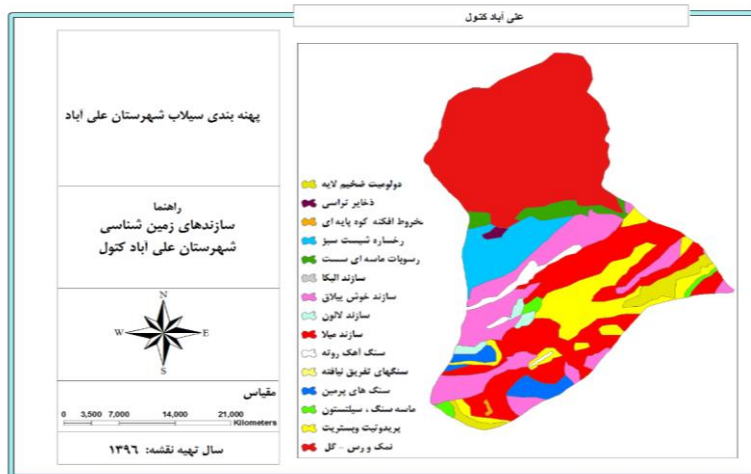 علی آباد کتول
پهنه بندی سیلاب شهرستان علی آباد
راهنما
سازندهای زمین شناسی
شهرستان علی آباد کتول
N
W E
S
مقیاس
0 3,500 7,000 14,000 21,000
Kilometers
سال تهیه نقشه: ۱۳۹۶
دولومیت ضخیم لایه
ذخایر تراسی
مخروط افکنه کوه پایه ای
رخساره شیست سبز
رسوبات ماسه ای سست
سازند الیکا
سازند خوش ییلاق
سازند لالون
سازند میلا
سنگ آهک روته
سنگهای تفریق نیافته
سنگ های پرمین
ماسه سنگ ، سیلتستون
پریدوتیت وبستریت
نمک و رس - گل